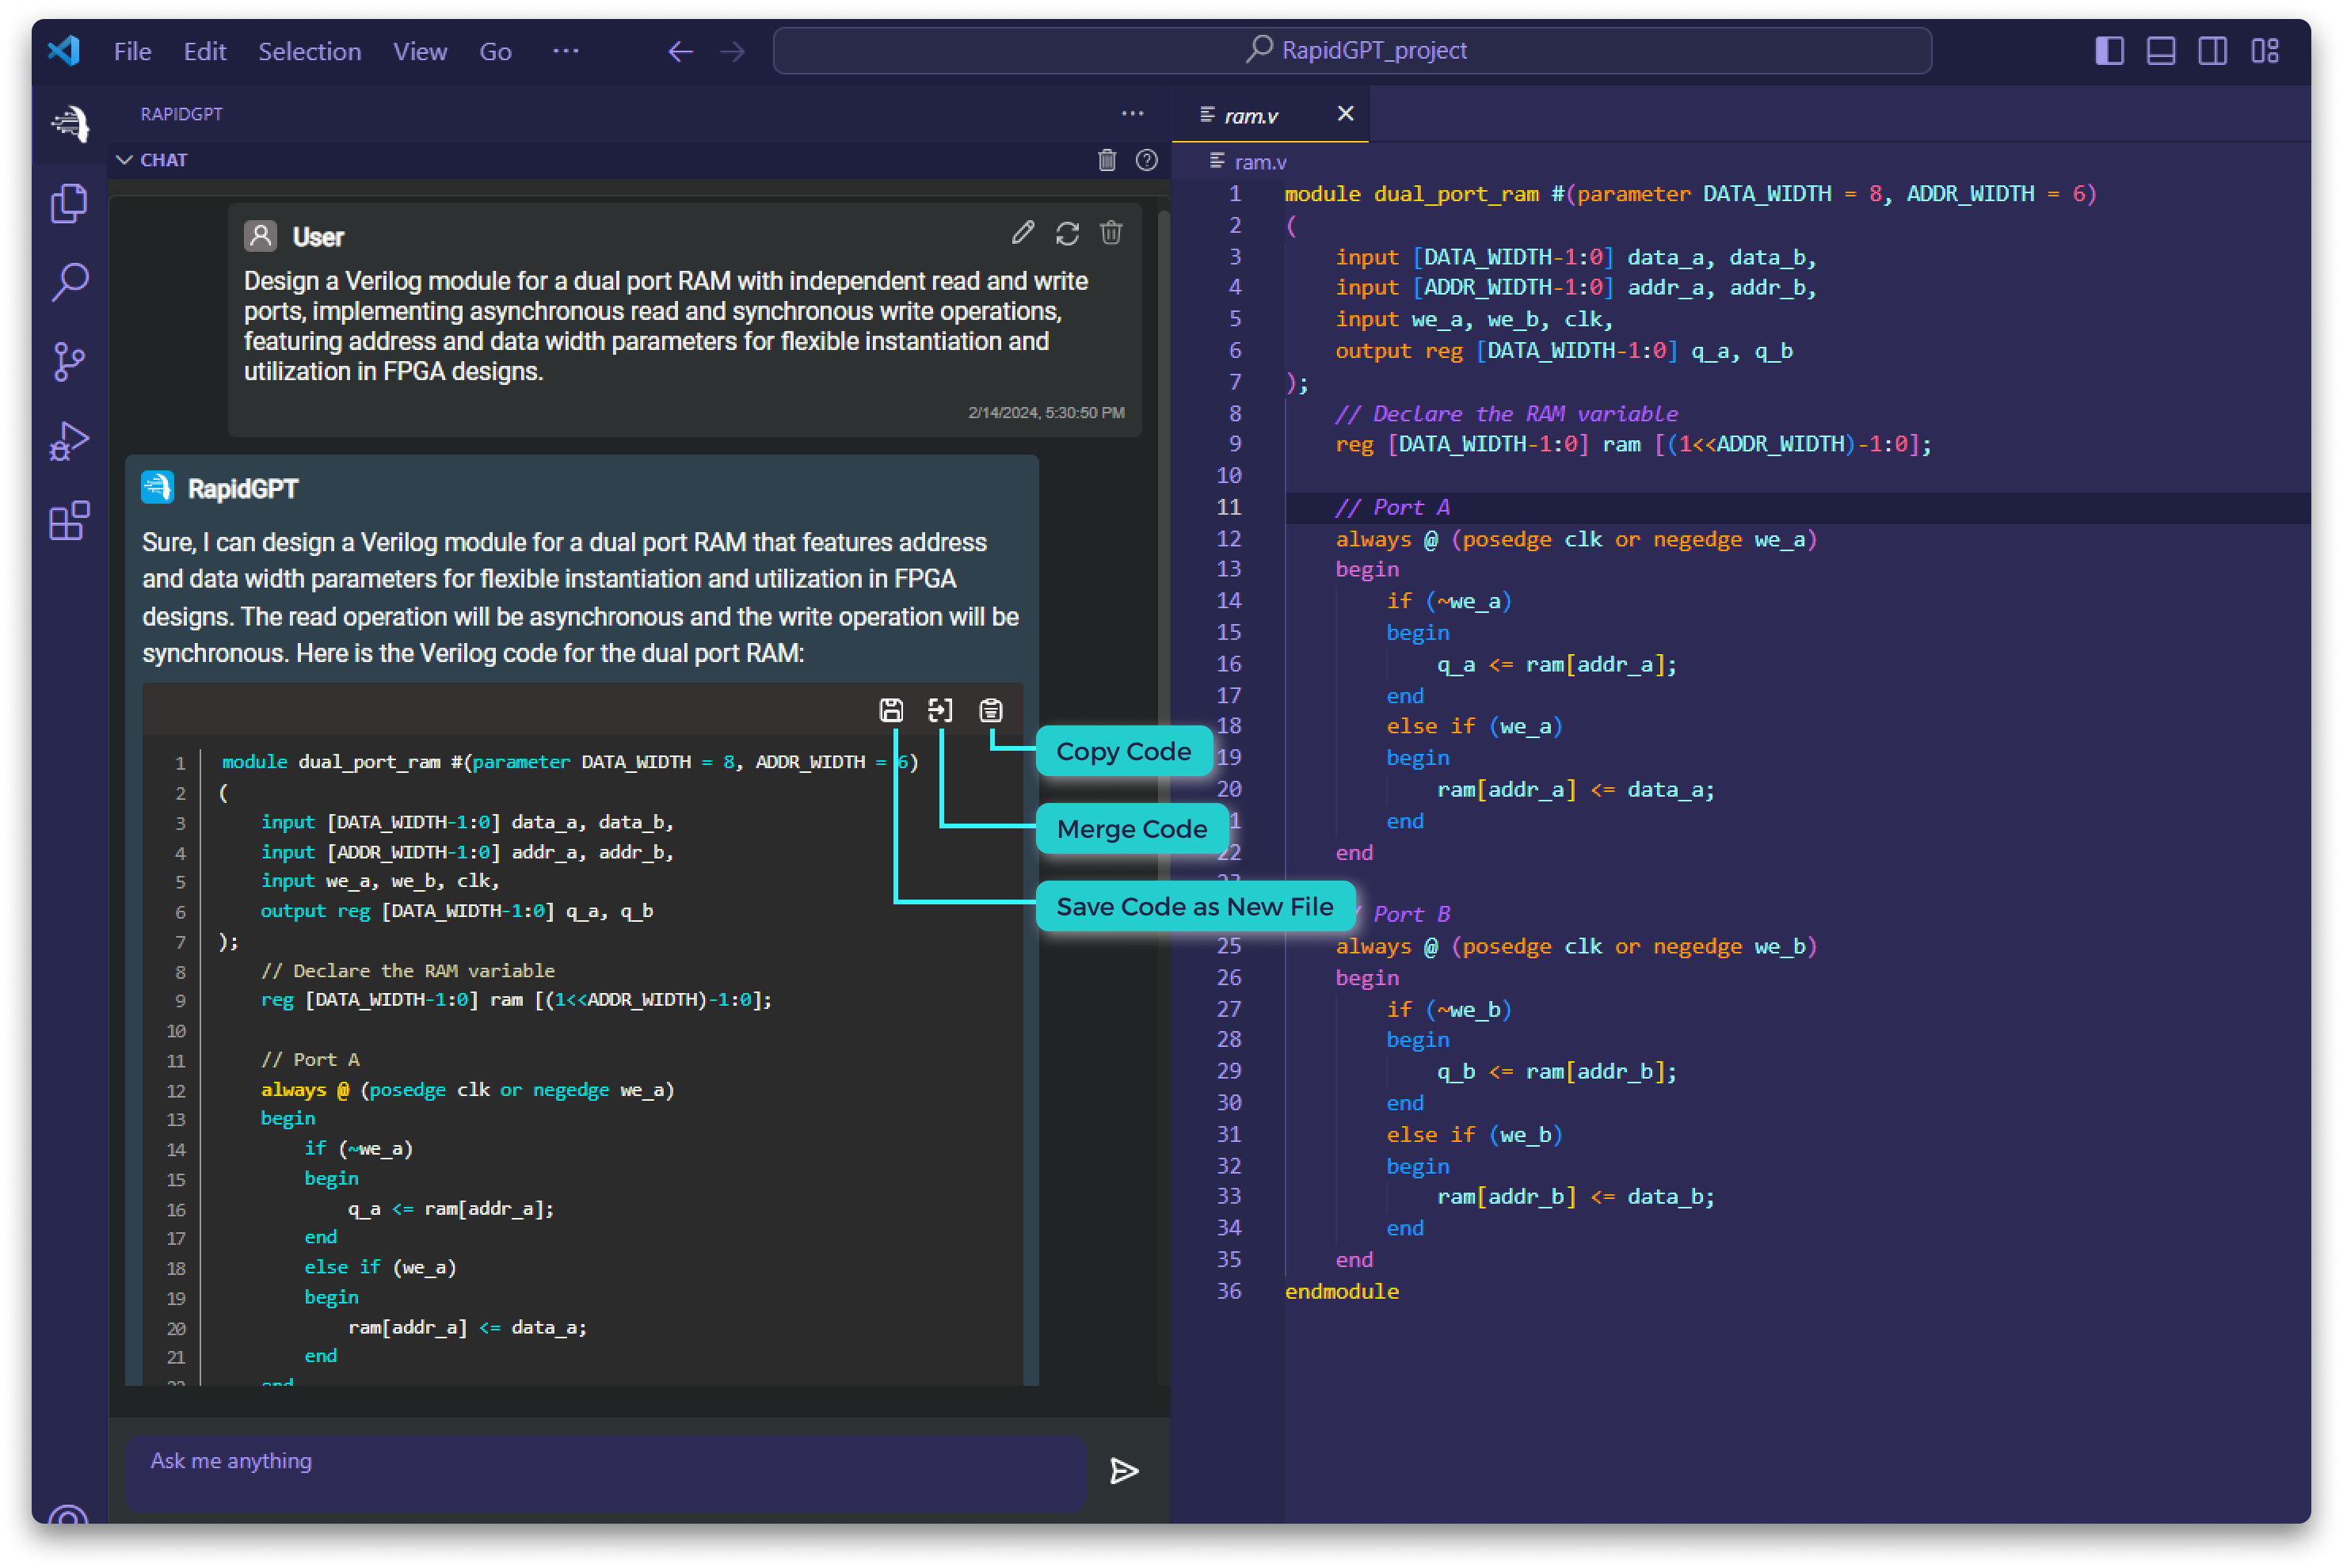 File Edit Selection View Go ...
RapidGPT_project
RAPIDGPT
CHAT
User
Design a Verilog module for a dual port RAM with independent read and write
ports, implementing asynchronous read and synchronous write operations,
featuring address and data width parameters for flexible instantiation and
utilization in FPGA designs.
2/14/2024, 5:30:50 PM
RapidGPT
Sure, I can design a Verilog module for a dual port RAM that features address
and data width parameters for flexible instantiation and utilization in FPGA
designs. The read operation will be asynchronous and the write operation will be
synchronous. Here is the Verilog code for the dual port RAM:
1 module dual_port_ram #(parameter DATA_WIDTH = 8, ADDR_WIDTH = 6)
2 (
3     input [DATA_WIDTH-1:0] data_a, data_b,
4     input [ADDR_WIDTH-1:0] addr_a, addr_b,
5     input we_a, we_b, clk,
6     output reg [DATA_WIDTH-1:0] q_a, q_b
7 );
8     // Declare the RAM variable
9     reg [DATA_WIDTH-1:0] ram [(1<<ADDR_WIDTH)-1:0];
10
11     // Port A
12     always @ (posedge clk or negedge we_a)
13     begin
14         if (~we_a)
15         begin
16             q_a <= ram[addr_a];
17         end
18         else if (we_a)
19         begin
20             ram[addr_a] <= data_a;
21         end
22     end
Copy Code
Merge Code
Save Code as New File
Ask me anything
ram.v
ram.v
1 module dual_port_ram #(parameter DATA_WIDTH = 8, ADDR_WIDTH = 6)
2 (
3     input [DATA_WIDTH-1:0] data_a, data_b,
4     input [ADDR_WIDTH-1:0] addr_a, addr_b,
5     input we_a, we_b, clk,
6     output reg [DATA_WIDTH-1:0] q_a, q_b
7 );
8     // Declare the RAM variable
9     reg [DATA_WIDTH-1:0] ram [(1<<ADDR_WIDTH)-1:0];
10
11     // Port A
12     always @ (posedge clk or negedge we_a)
13     begin
14         if (~we_a)
15         begin
16             q_a <= ram[addr_a];
17         end
18         else if (we_a)
19         begin
20             ram[addr_a] <= data_a;
1         end
22     end
23
/ Port B
25     always @ (posedge clk or negedge we_b)
26     begin
27         if (~we_b)
28         begin
29             q_b <= ram[addr_b];
30         end
31         else if (we_b)
32         begin
33             ram[addr_b] <= data_b;
34         end
35     end
36 endmodule